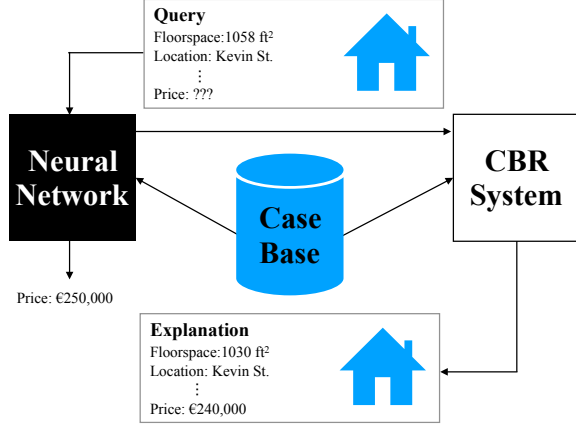 Query
Floorspace:1058 ft²
Location: Kevin St.
⋮
Price: ???
Neural
Network
CBR
System
Case
Base
Price: €250,000
Explanation
Floorspace:1030 ft²
Location: Kevin St.
⋮
Price: €240,000